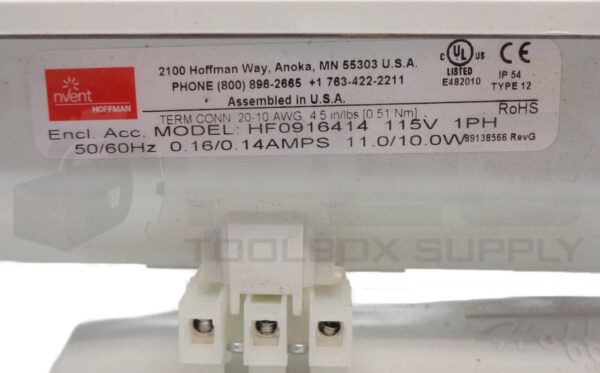 nVent
HOFFMAN
2100 Hoffman Way, Anoka, MN 55303 U.S.A.
PHONE (800) 896-2665 +1 763-422-2211
Assembled in U.S.A.
C UL US
LISTED
E482010
CE
IP 54
TYPE 12
RoHS
TERM CONN 20-10 AWG, 4.5 in/lbs [0.51 Nm]
Encl. Acc. MODEL: HF0916414 115V 1PH
50/60Hz 0.16/0.14AMPS 11.0/10.0W
89138566 RevG
TOOLBOX SUPPLY